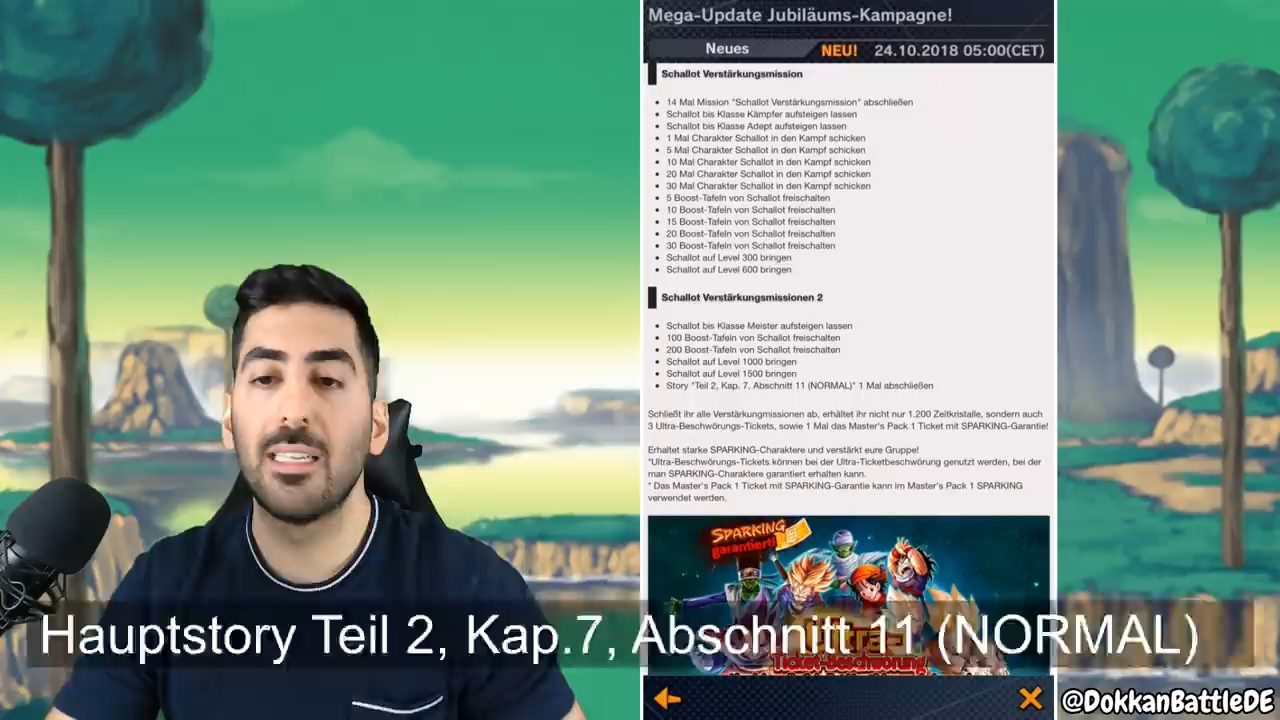 Mega-Update Jubiläums-Kampagne!
Neues
NEU! 24.10.2018 05:00(CET)
Schallot Verstärkungsmission
• 14 Mal Mission "Schallot Verstärkungsmission" abschließen
• Schallot bis Klasse Kämpfer aufsteigen lassen
• Schallot bis Klasse Adept aufsteigen lassen
• 1 Mal Charakter Schallot in den Kampf schicken
• 5 Mal Charakter Schallot in den Kampf schicken
• 10 Mal Charakter Schallot in den Kampf schicken
• 20 Mal Charakter Schallot in den Kampf schicken
• 30 Mal Charakter Schallot in den Kampf schicken
• 5 Boost-Tafeln von Schallot freischalten
• 10 Boost-Tafeln von Schallot freischalten
• 15 Boost-Tafeln von Schallot freischalten
• 20 Boost-Tafeln von Schallot freischalten
• 30 Boost-Tafeln von Schallot freischalten
• Schallot auf Level 300 bringen
• Schallot auf Level 600 bringen
Schallot Verstärkungsmissionen 2
• Schallot bis Klasse Meister aufsteigen lassen
• 100 Boost-Tafeln von Schallot freischalten
• 200 Boost-Tafeln von Schallot freischalten
• Schallot auf Level 1000 bringen
• Schallot auf Level 1500 bringen
• Story "Teil 2, Kap. 7, Abschnitt 11 (NORMAL)" 1 Mal abschließen
Schließt ihr alle Verstärkungmissionen ab, erhältet ihr nicht nur 1.200 Zeitkristalle, sondern auch
3 Ultra-Beschwörungs-Tickets, sowie 1 Mal das Master's Pack 1 Ticket mit SPARKING-Garantie!
Erhaltet starke SPARKING-Charaktere und verstärkt eure Gruppe!
*Ultra-Beschwörungs-Tickets können bei der Ultra-Ticketbeschwörung genutzt werden, bei der
man SPARKING-Charaktere garantiert erhalten kann.
* Das Master's Pack 1 Ticket mit SPARKING-Garantie kann im Master's Pack 1 SPARKING
verwendet werden.
SPARKING
garantiert!
Hauptstory Teil 2, Kap.7, Abschnitt 11 (NORMAL)
Ultra-
Ticket-beschwörung
@DokkanBattleDE